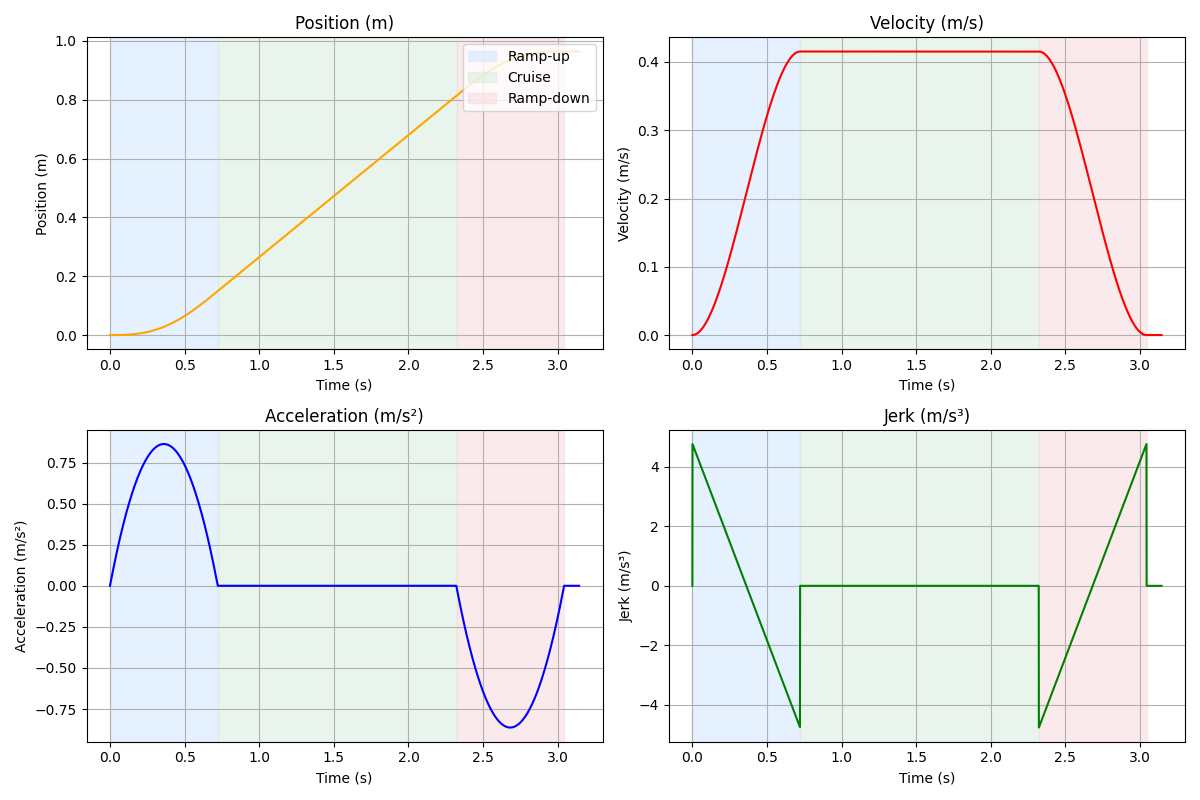 Position (m)
Position (m)
1.0
0.8
0.6
0.4
0.2
0.0
Ramp-up
Cruise
Ramp-down
0.0 0.5 1.0 1.5 2.0 2.5 3.0
Time (s)
Velocity (m/s)
Velocity (m/s)
0.4
0.3
0.2
0.1
0.0
0.0 0.5 1.0 1.5 2.0 2.5 3.0
Time (s)
Acceleration (m/s²)
Acceleration (m/s²)
0.75
0.50
0.25
0.00
−0.25
−0.50
−0.75
0.0 0.5 1.0 1.5 2.0 2.5 3.0
Time (s)
Jerk (m/s³)
Jerk (m/s³)
4
2
0
−2
−4
0.0 0.5 1.0 1.5 2.0 2.5 3.0
Time (s)